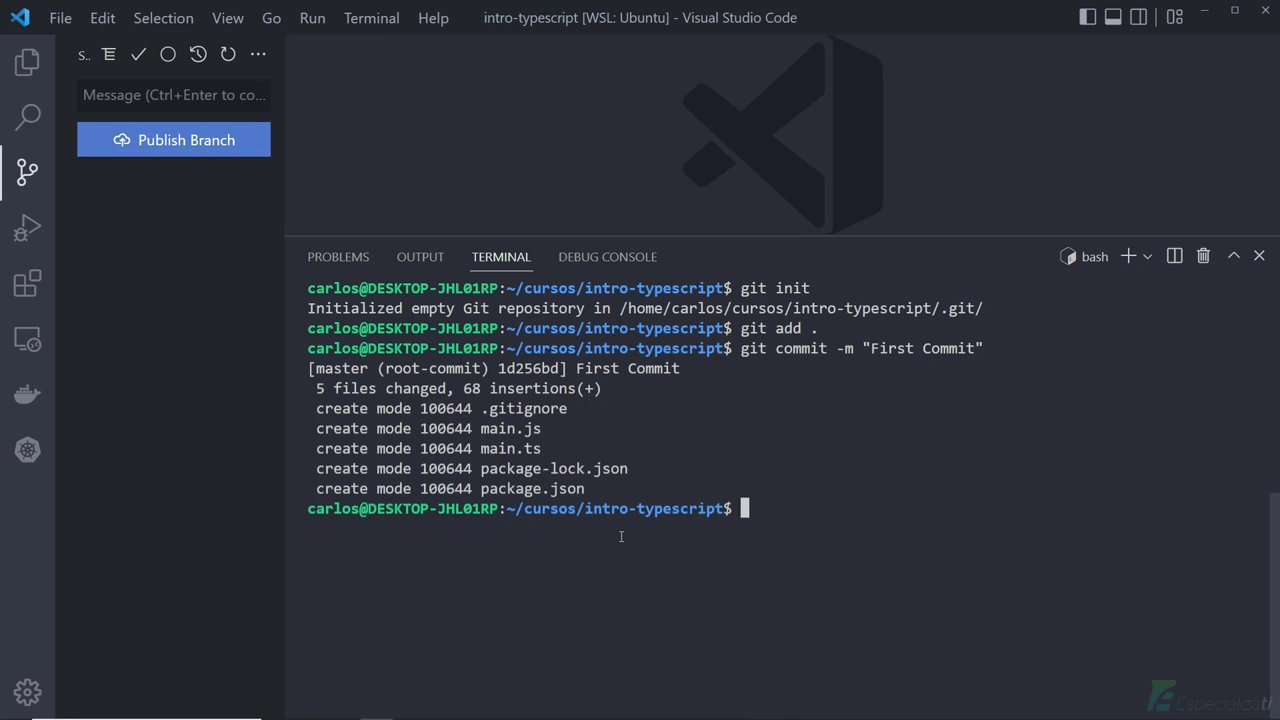 File Edit Selection View Go Run Terminal Help
intro-typescript [WSL: Ubuntu] - Visual Studio Code
S..
Message (Ctrl+Enter to co...
Publish Branch
PROBLEMS OUTPUT TERMINAL DEBUG CONSOLE
bash
carlos@DESKTOP-JHL01RP:~/cursos/intro-typescript$ git init
Initialized empty Git repository in /home/carlos/cursos/intro-typescript/.git/
carlos@DESKTOP-JHL01RP:~/cursos/intro-typescript$ git add .
carlos@DESKTOP-JHL01RP:~/cursos/intro-typescript$ git commit -m "First Commit"
[master (root-commit) 1d256bd] First Commit
5 files changed, 68 insertions(+)
create mode 100644 .gitignore
create mode 100644 main.js
create mode 100644 main.ts
create mode 100644 package-lock.json
create mode 100644 package.json
carlos@DESKTOP-JHL01RP:~/cursos/intro-typescript$
Especializati